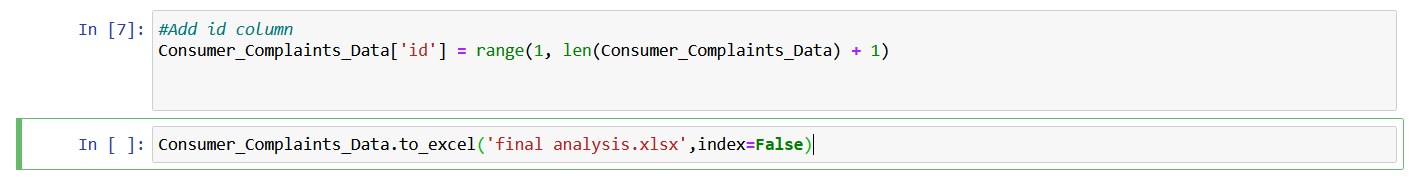 In [7]: #Add id column
Consumer_Complaints_Data['id'] = range(1, len(Consumer_Complaints_Data) + 1)
In [ ]: Consumer_Complaints_Data.to_excel('final analysis.xlsx',index=False)